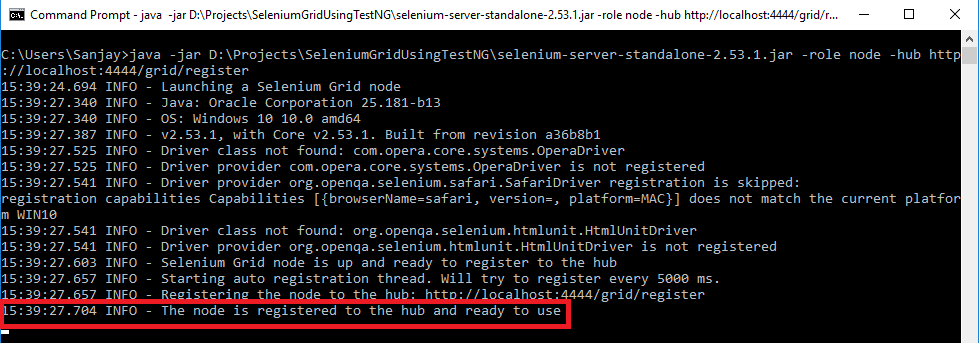 Command Prompt - java -jar D:\Projects\SeleniumGridUsingTestNG\selenium-server-standalone-2.53.1.jar -role node -hub http://localhost:4444/grid/r...
C:\Users\Sanjay>java -jar D:\Projects\SeleniumGridUsingTestNG\selenium-server-standalone-2.53.1.jar -role node -hub http
://localhost:4444/grid/register
15:39:24.694 INFO - Launching a Selenium Grid node
15:39:27.340 INFO - Java: Oracle Corporation 25.181-b13
15:39:27.340 INFO - OS: Windows 10 10.0 amd64
15:39:27.387 INFO - v2.53.1, with Core v2.53.1. Built from revision a36b8b1
15:39:27.525 INFO - Driver class not found: com.opera.core.systems.OperaDriver
15:39:27.525 INFO - Driver provider com.opera.core.systems.OperaDriver is not registered
15:39:27.541 INFO - Driver provider org.openqa.selenium.safari.SafariDriver registration is skipped:
registration capabilities Capabilities [{browserName=safari, version=, platform=MAC}] does not match the current platfor
m WIN10
15:39:27.541 INFO - Driver class not found: org.openqa.selenium.htmlunit.HtmlUnitDriver
15:39:27.541 INFO - Driver provider org.openqa.selenium.htmlunit.HtmlUnitDriver is not registered
15:39:27.603 INFO - Selenium Grid node is up and ready to register to the hub
15:39:27.657 INFO - Starting auto registration thread. Will try to register every 5000 ms.
15:39:27.657 INFO - Registering the node to the hub: http://localhost:4444/grid/register
15:39:27.704 INFO - The node is registered to the hub and ready to use